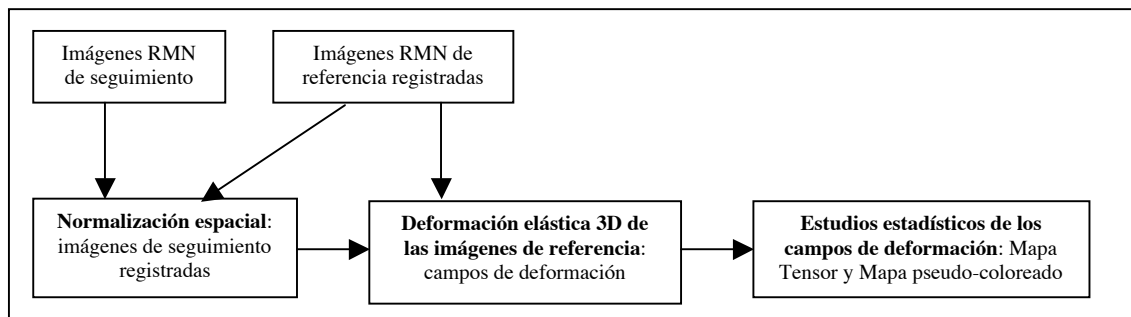 Imágenes RMN
de seguimiento
Imágenes RMN de
referencia registradas
Normalización espacial:
imágenes de seguimiento
registradas
Deformación elástica 3D de
las imágenes de referencia:
campos de deformación
Estudios estadísticos de los
campos de deformación: Mapa
Tensor y Mapa pseudo-coloreado